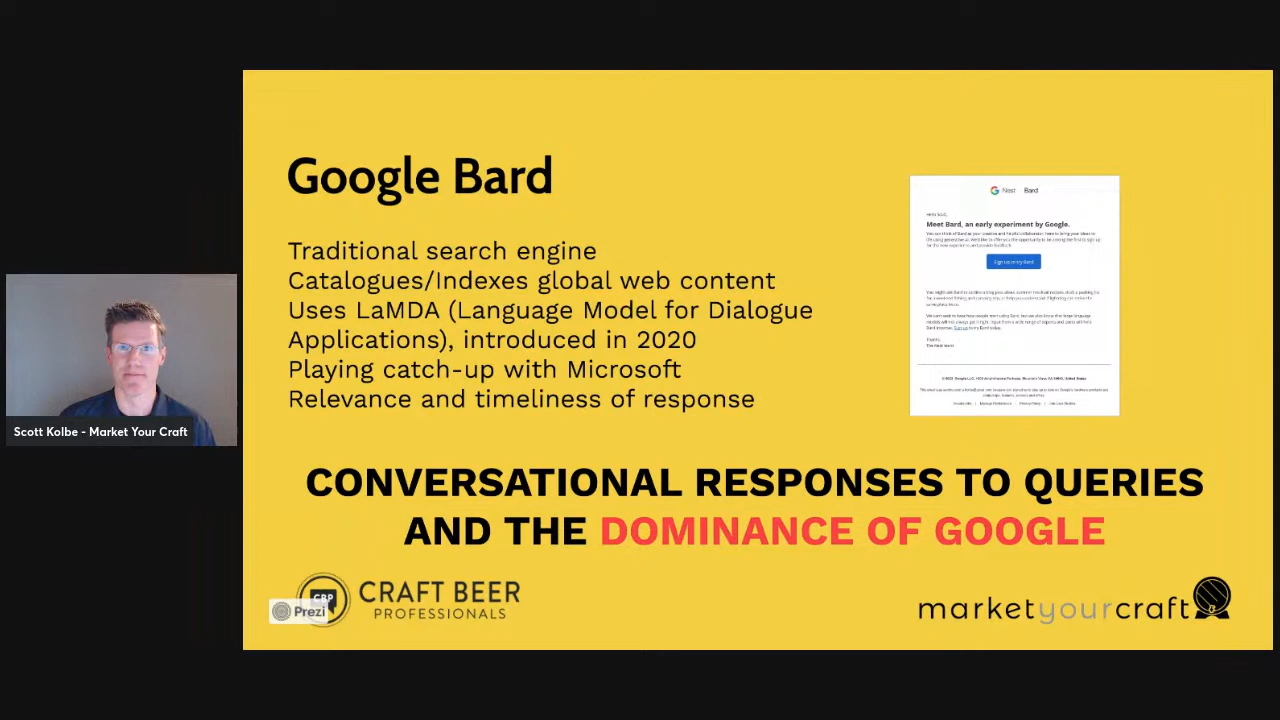 Google Bard
Traditional search engine
Catalogues/Indexes global web content
Uses LaMDA (Language Model for Dialogue
Applications), introduced in 2020
Playing catch-up with Microsoft
Relevance and timeliness of response
Nest Bard
Meet Bard, an early experiment by Google.
CONVERSATIONAL RESPONSES TO QUERIES
AND THE DOMINANCE OF GOOGLE
Scott Kolbe - Market Your Craft
CBP
CRAFT BEER
PROFESSIONALS
Prezi
marketyourcraft